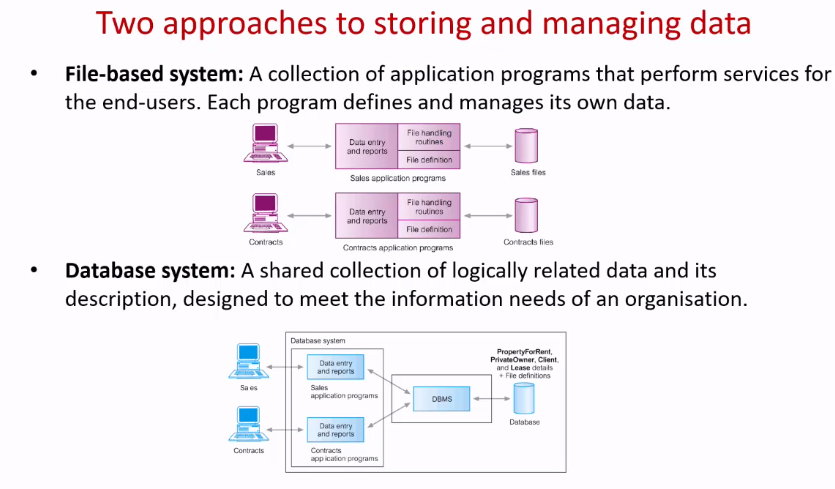 Two approaches to storing and managing data
• File-based system: A collection of application programs that perform services for
the end-users. Each program defines and manages its own data.
Sales
Data entry
and reports
File handling
routines
File definition
Sales application programs
Sales files
Contracts
Data entry
and reports
File handling
routines
File definition
Contracts application programs
Contracts files
• Database system: A shared collection of logically related data and its
description, designed to meet the information needs of an organisation.
Database system
Sales
Data entry
and reports
Sales
application programs
Contracts
Data entry
and reports
Contracts
application programs
DBMS
PropertyForRent,
PrivateOwner, Client,
and Lease details
+ File definitions
Database